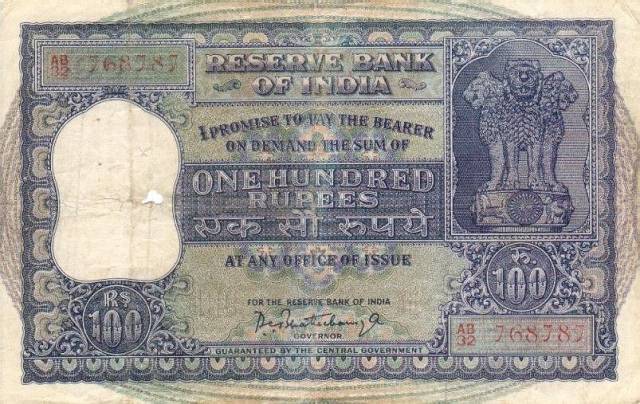 AB
32 768787
RESERVE BANK
OF INDIA
I PROMISE TO PAY THE BEARER
ON DEMAND THE SUM OF
ONE HUNDRED
RUPEES
एक सौ रुपये
AT ANY OFFICE OF ISSUE
RS
100
रु.
100
FOR THE RESERVE BANK OF INDIA
GOVERNOR
AB
32 768787
GUARANTEED BY THE CENTRAL GOVERNMENT